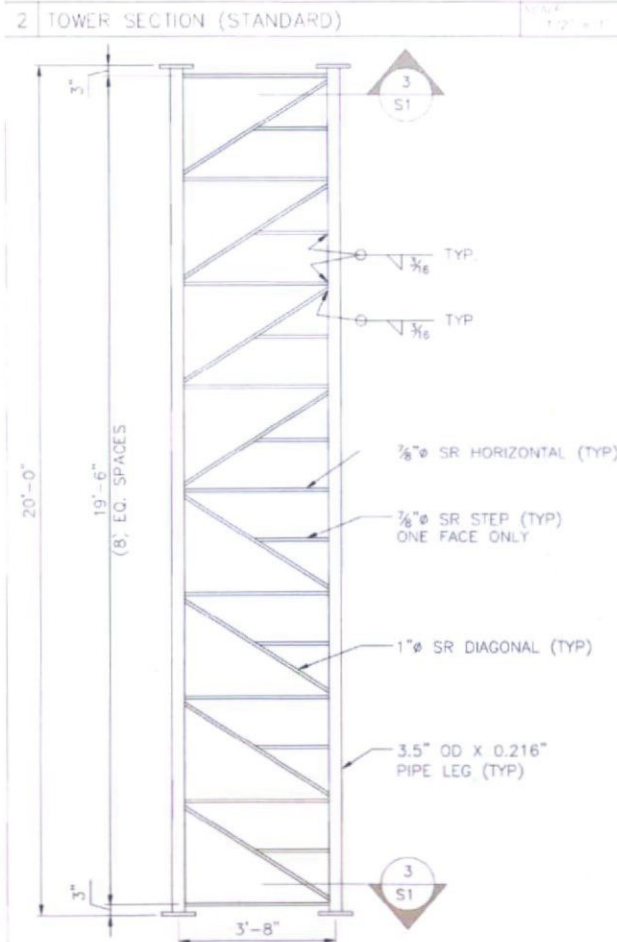 2 TOWER SECTION (STANDARD)
3"
3
S1
20'-0"
19'-6"
(8) EQ. SPACES
3/16 TYP.
3/16 TYP
7/8"ø SR HORIZONTAL (TYP)
7/8"ø SR STEP (TYP)
ONE FACE ONLY
1"ø SR DIAGONAL (TYP)
3.5" OD X 0.216"
PIPE LEG (TYP)
3"
3
S1
3'-8"